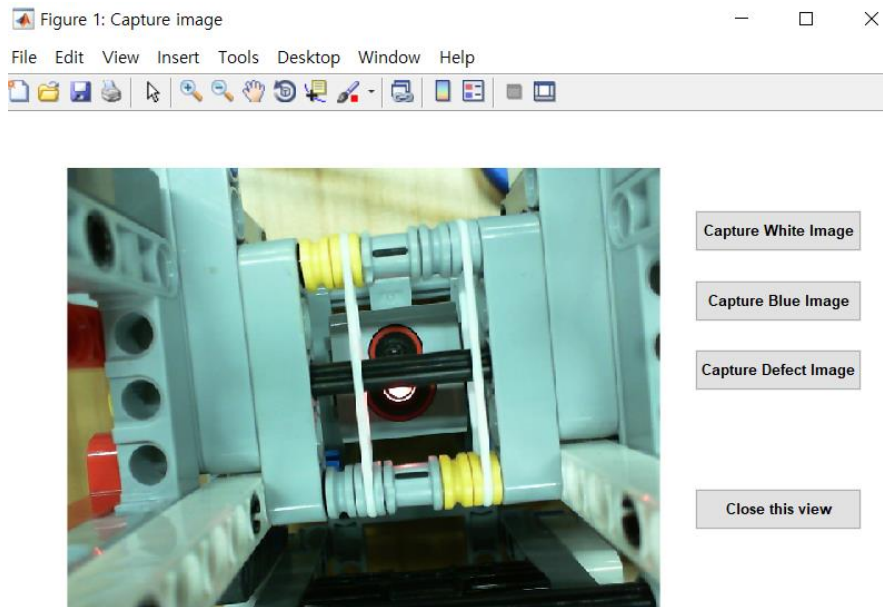 Figure 1: Capture image
File Edit View Insert Tools Desktop Window Help
Capture White Image
Capture Blue Image
Capture Defect Image
Close this view